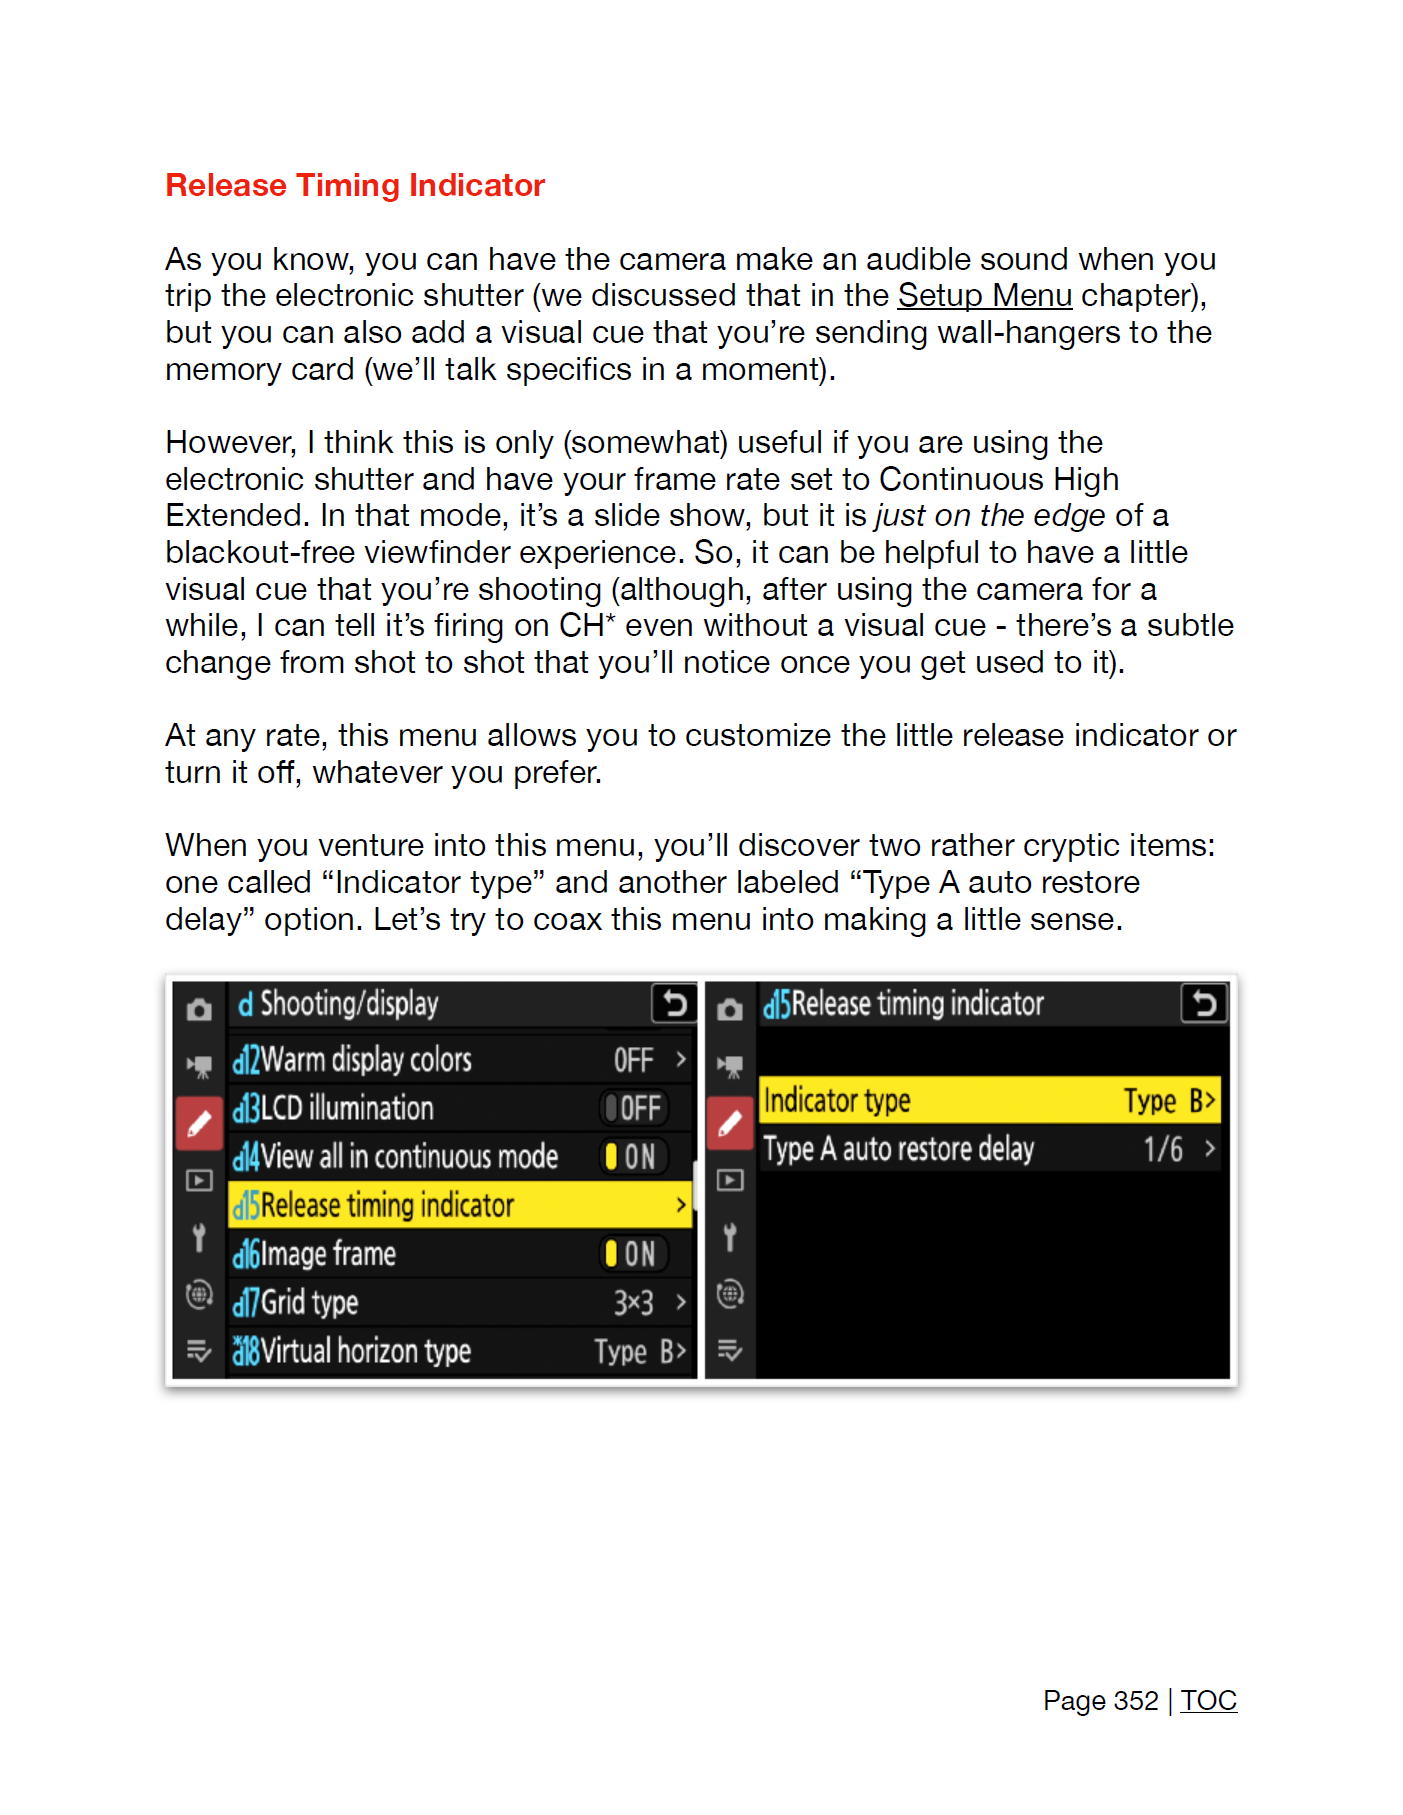 Release Timing Indicator
As you know, you can have the camera make an audible sound when you
trip the electronic shutter (we discussed that in the Setup Menu chapter),
but you can also add a visual cue that you're sending wall-hangers to the
memory card (we'll talk specifics in a moment).
However, I think this is only (somewhat) useful if you are using the
electronic shutter and have your frame rate set to Continuous High
Extended. In that mode, it's a slide show, but it is just on the edge of a
blackout-free viewfinder experience. So, it can be helpful to have a little
visual cue that you're shooting (although, after using the camera for a
while, I can tell it's firing on CH* even without a visual cue - there's a subtle
change from shot to shot that you'll notice once you get used to it).
At any rate, this menu allows you to customize the little release indicator or
turn it off, whatever you prefer.
When you venture into this menu, you'll discover two rather cryptic items:
one called “Indicator type” and another labeled “Type A auto restore
delay” option. Let's try to coax this menu into making a little sense.
d Shooting/display
d12 Warm display colors OFF >
d13 LCD illumination OFF
d14 View all in continuous mode ON
d15 Release timing indicator >
d16 Image frame ON
d17 Grid type 3×3 >
*d18 Virtual horizon type Type B>
d15 Release timing indicator
Indicator type Type B>
Type A auto restore delay 1/6 >
Page 352 | TOC